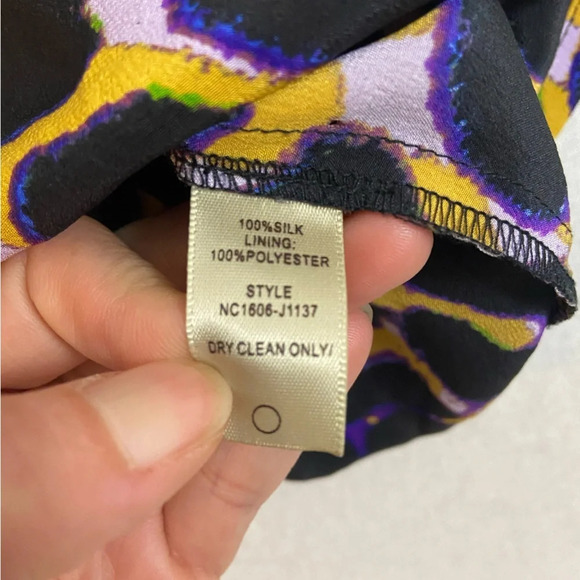 100%SILK
LINING:
100%POLYESTER
STYLE
NC1606-J1137
DRY CLEAN ONLY/